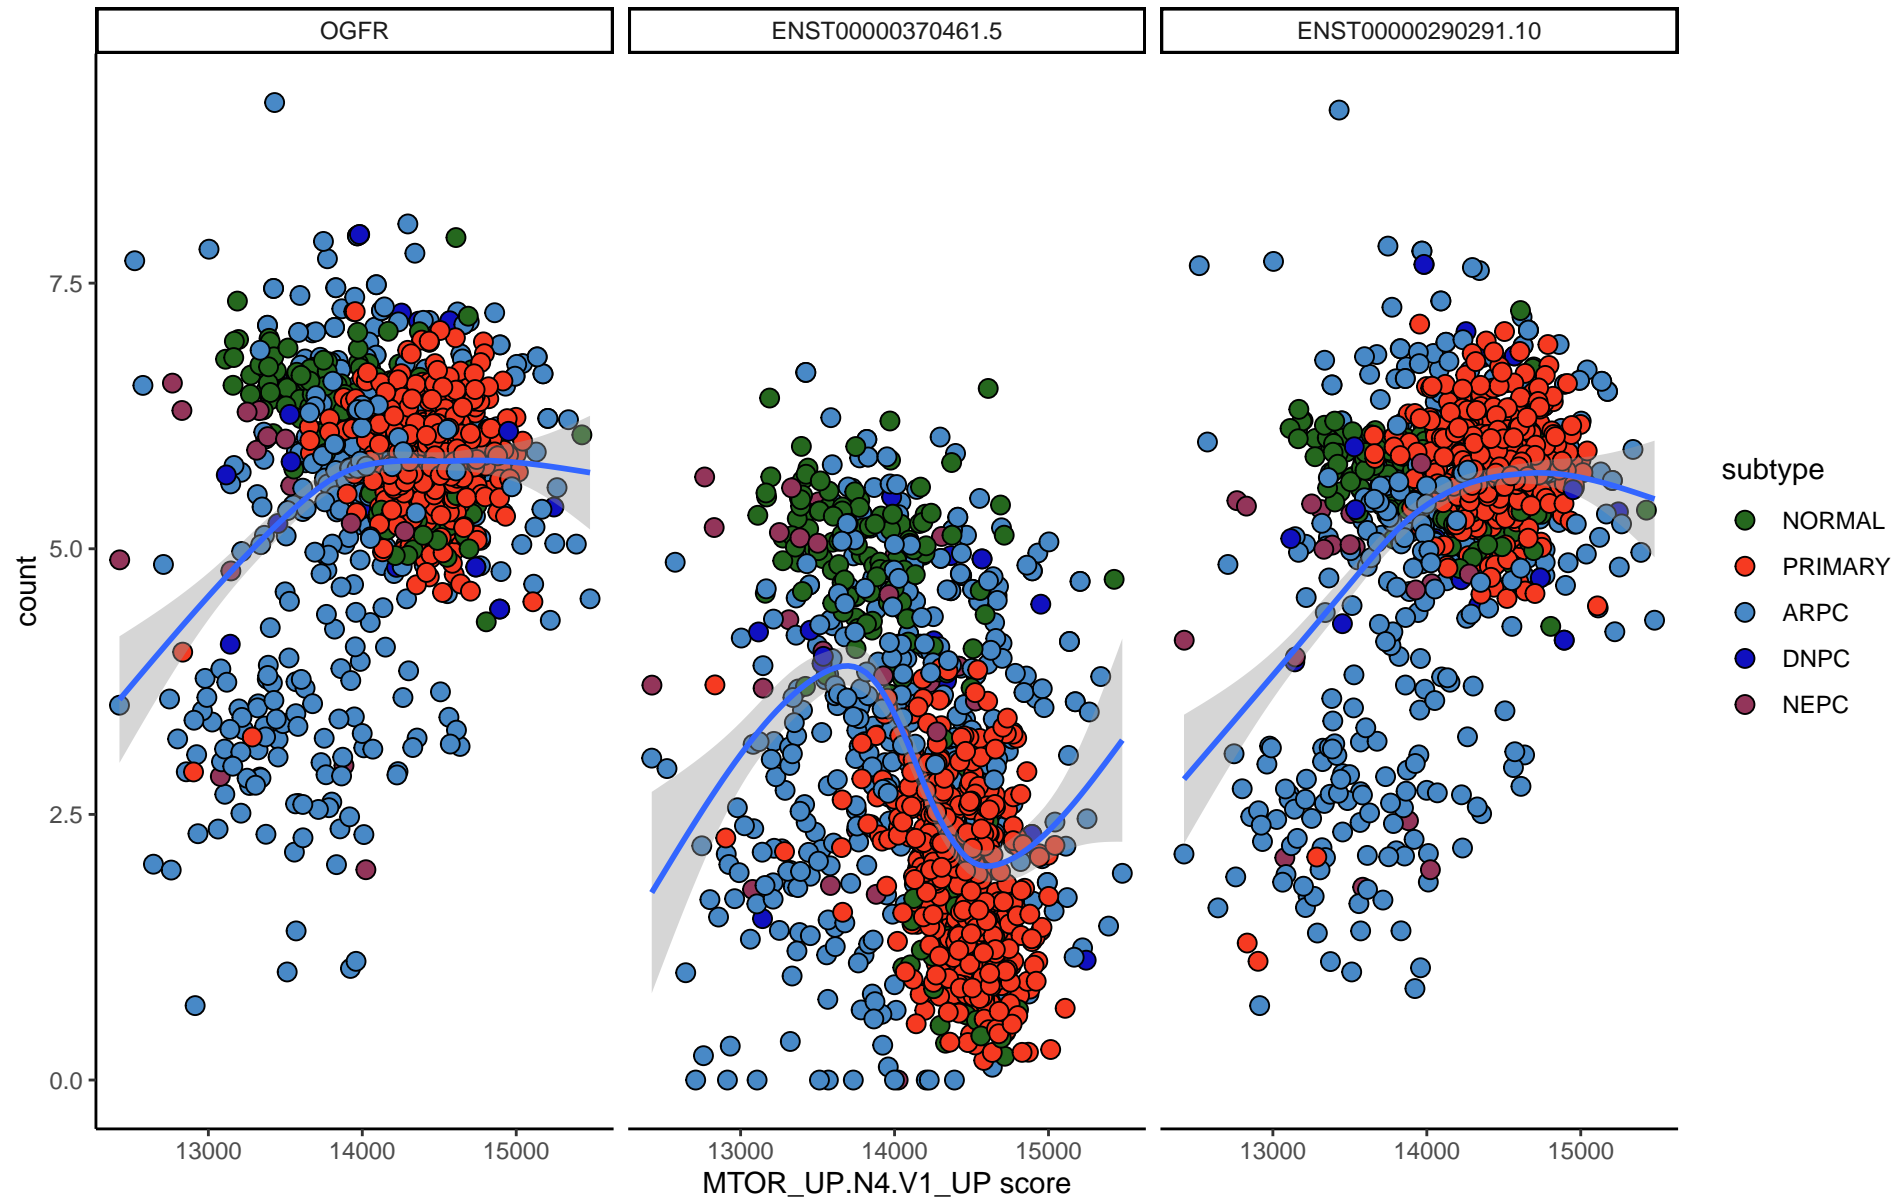 OGFR
ENST00000370461.5
ENST00000290291.10
count
7.5
5.0
2.5
0.0
13000 14000 15000
13000 14000 15000
13000 14000 15000
MTOR_UP.N4.V1_UP score
subtype
NORMAL
PRIMARY
ARPC
DNPC
NEPC